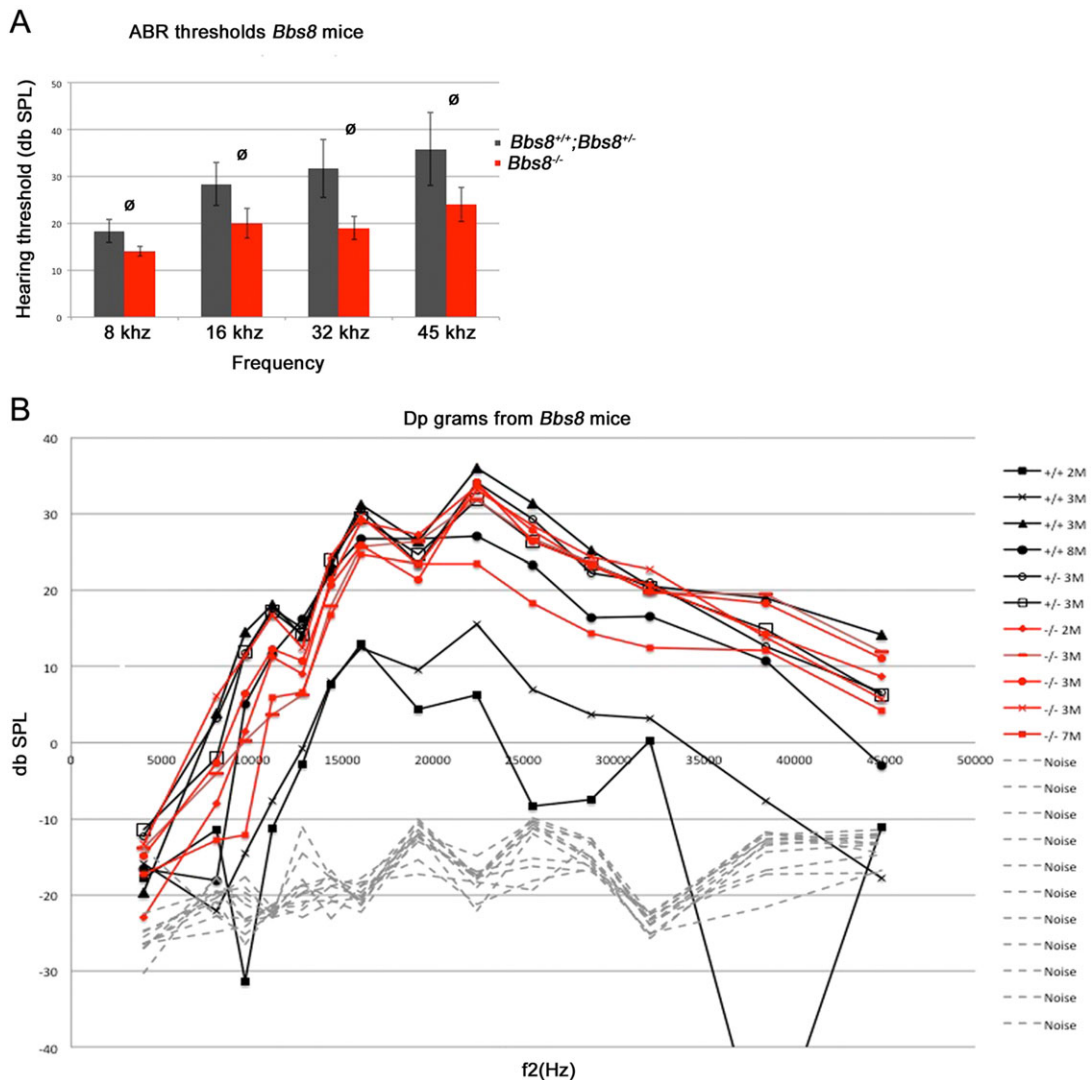 A
ABR thresholds Bbs8 mice
Hearing threshold (db SPL)
50
40
30
20
10
0
ø
ø
ø
ø
Bbs8+/+;Bbs8+/-
Bbs8-/-
8 khz 16 khz 32 khz 45 khz
Frequency
B
Dp grams from Bbs8 mice
db SPL
40
30
20
10
0
-10
-20
-30
-40
0 5000 10000 15000 20000 25000 30000 35000 40000 45000 50000
f2(Hz)
+/+ 2M
+/+ 3M
+/+ 3M
+/+ 8M
+/- 3M
+/- 3M
-/- 2M
-/- 3M
-/- 3M
-/- 3M
-/- 7M
Noise
Noise
Noise
Noise
Noise
Noise
Noise
Noise
Noise
Noise
Noise